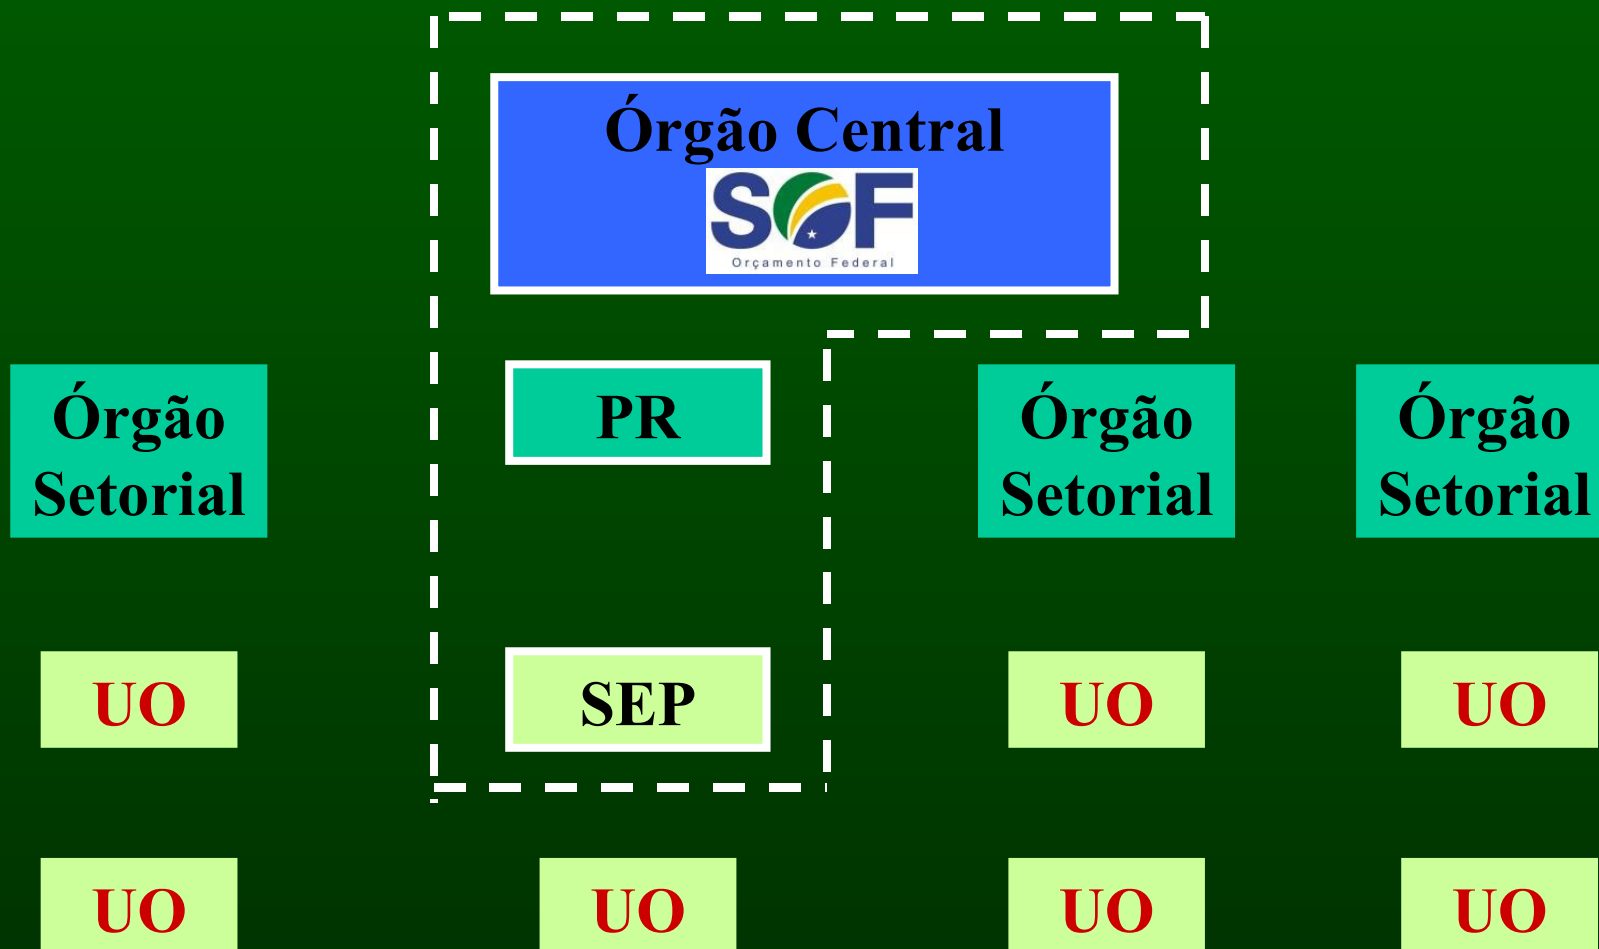 Órgão Central
SOF
Orçamento Federal
Órgão
Setorial
PR
Órgão
Setorial
Órgão
Setorial
UO
SEP
UO
UO
UO
UO
UO
UO